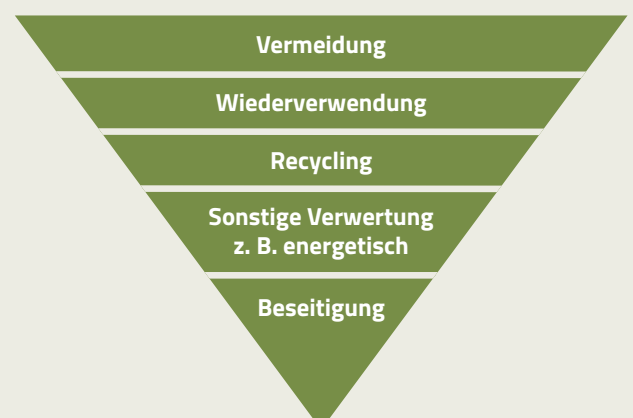 Vermeidung
Wiederverwendung
Recycling
Sonstige Verwertung
z. B. energetisch
Beseitigung